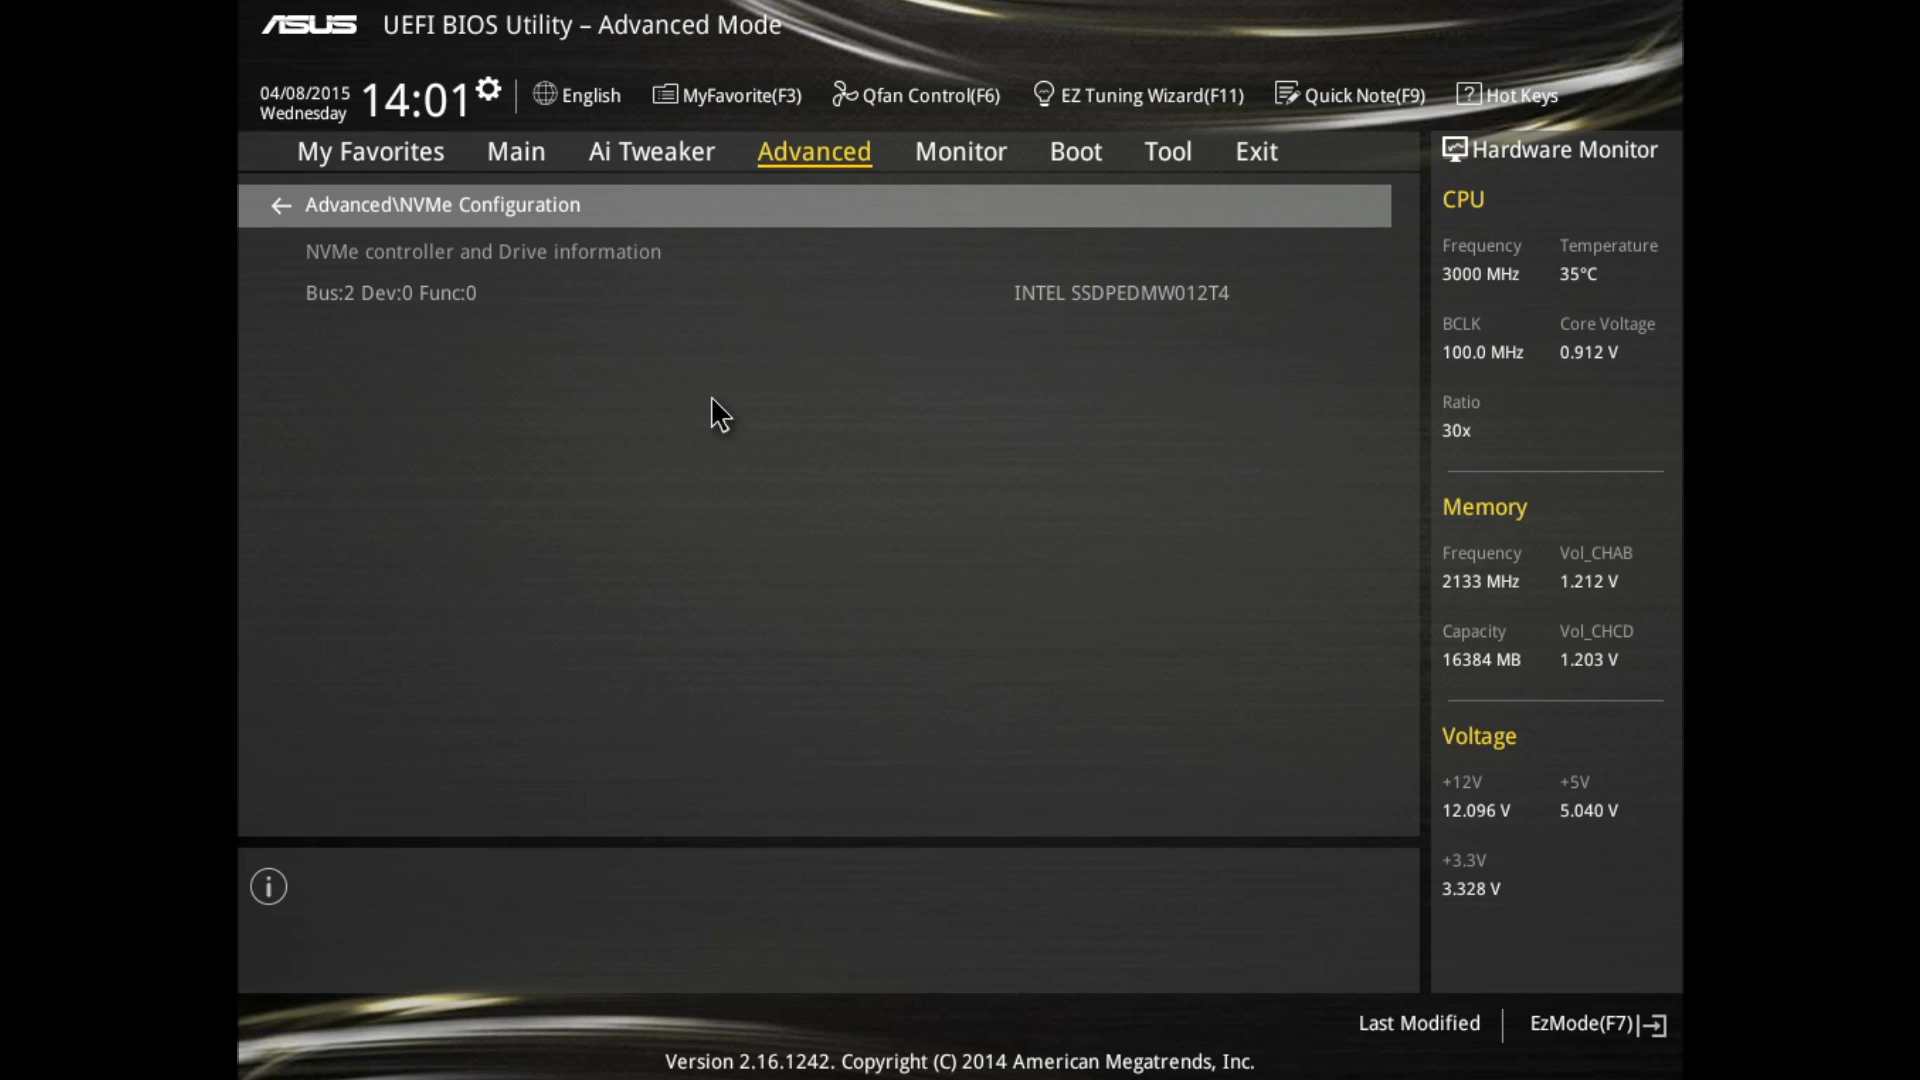 ASUS UEFI BIOS Utility – Advanced Mode
04/08/2015
Wednesday
14:01
English
MyFavorite(F3)
Qfan Control(F6)
EZ Tuning Wizard(F11)
Quick Note(F9)
? Hot Keys
My Favorites
Main
Ai Tweaker
Advanced
Monitor
Boot
Tool
Exit
Advanced\NVMe Configuration
NVMe controller and Drive information
Bus:2 Dev:0 Func:0 INTEL SSDPEDMW012T4
Hardware Monitor
CPU
Frequency Temperature
3000 MHz 35°C
BCLK Core Voltage
100.0 MHz 0.912 V
Ratio
30x
Memory
Frequency Vol_CHAB
2133 MHz 1.212 V
Capacity Vol_CHCD
16384 MB 1.203 V
Voltage
+12V +5V
12.096 V 5.040 V
+3.3V
3.328 V
Last Modified
EzMode(F7)
Version 2.16.1242. Copyright (C) 2014 American Megatrends, Inc.